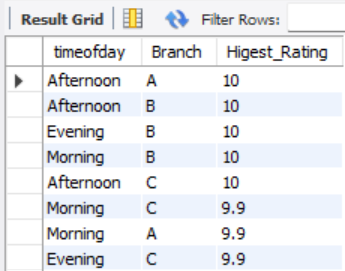 Result Grid Filter Rows:
timeofday Branch Higest_Rating
Afternoon A 10
Afternoon B 10
Evening B 10
Morning B 10
Afternoon C 10
Morning C 9.9
Morning A 9.9
Evening C 9.9